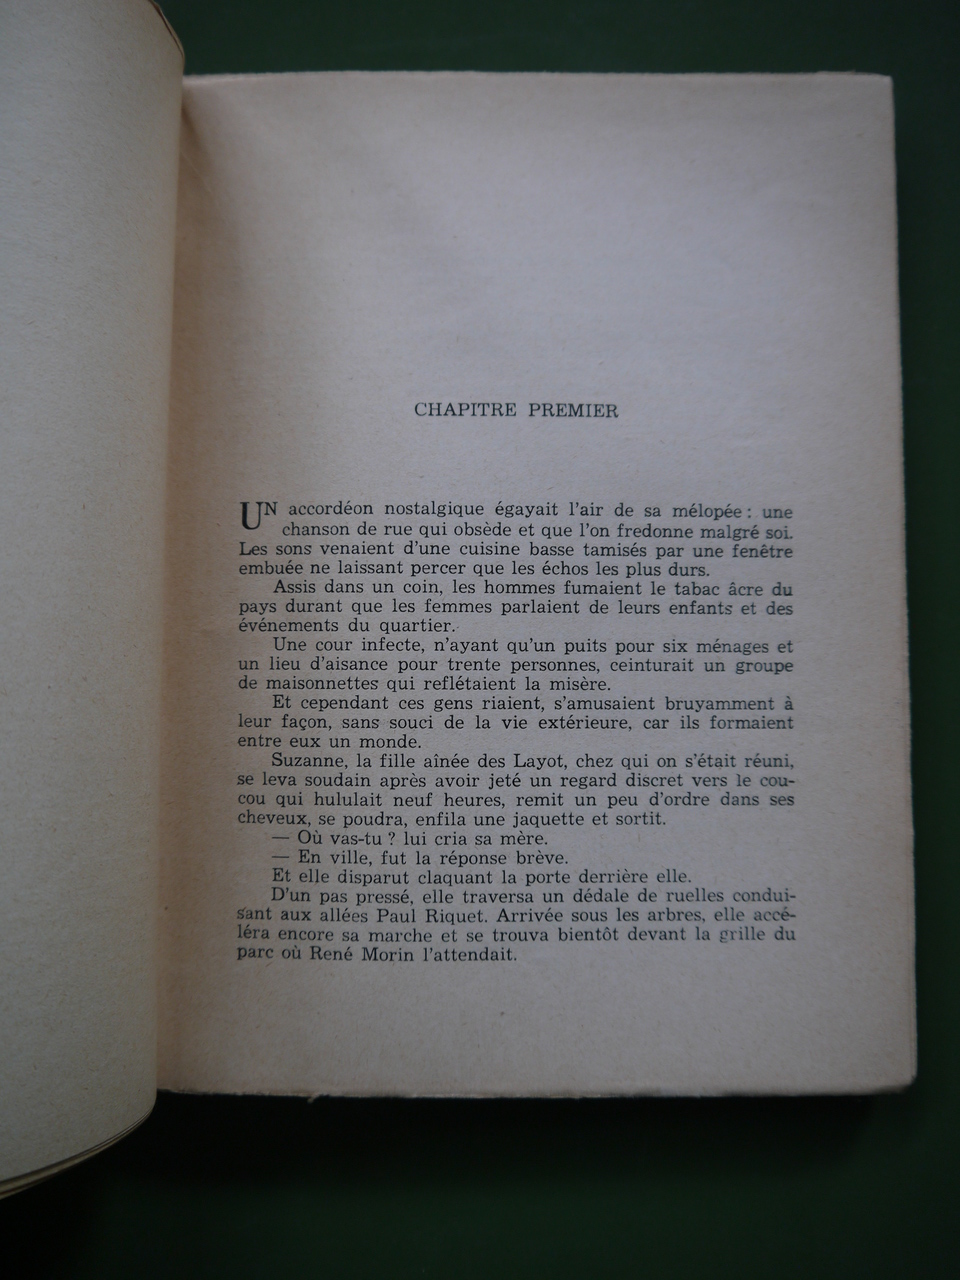 CHAPITRE PREMIER
UN accordéon nostalgique égayait l'air de sa mélopée : une
chanson de rue qui obsède et que l'on fredonne malgré soi.
Les sons venaient d'une cuisine basse tamisés par une fenêtre
embuée ne laissant percer que les échos les plus durs.
Assis dans un coin, les hommes fumaient le tabac âcre du
pays durant que les femmes parlaient de leurs enfants et des
événements du quartier.
Une cour infecte, n'ayant qu'un puits pour six ménages et
un lieu d'aisance pour trente personnes, ceinturait un groupe
de maisonnettes qui reflétaient la misère.
Et cependant ces gens riaient, s'amusaient bruyamment à
leur façon, sans souci de la vie extérieure, car ils formaient
entre eux un monde.
Suzanne, la fille aînée des Layot, chez qui on s'était réuni,
se leva soudain après avoir jeté un regard discret vers le cou-
cou qui hululait neuf heures, remit un peu d'ordre dans ses
cheveux, se poudra, enfila une jaquette et sortit.
— Où vas-tu ? lui cria sa mère.
— En ville, fut la réponse brève.
Et elle disparut claquant la porte derrière elle.
D'un pas pressé, elle traversa un dédale de ruelles condui-
sant aux allées Paul Riquet. Arrivée sous les arbres, elle accé-
léra encore sa marche et se trouva bientôt devant la grille du
parc où René Morin l'attendait.